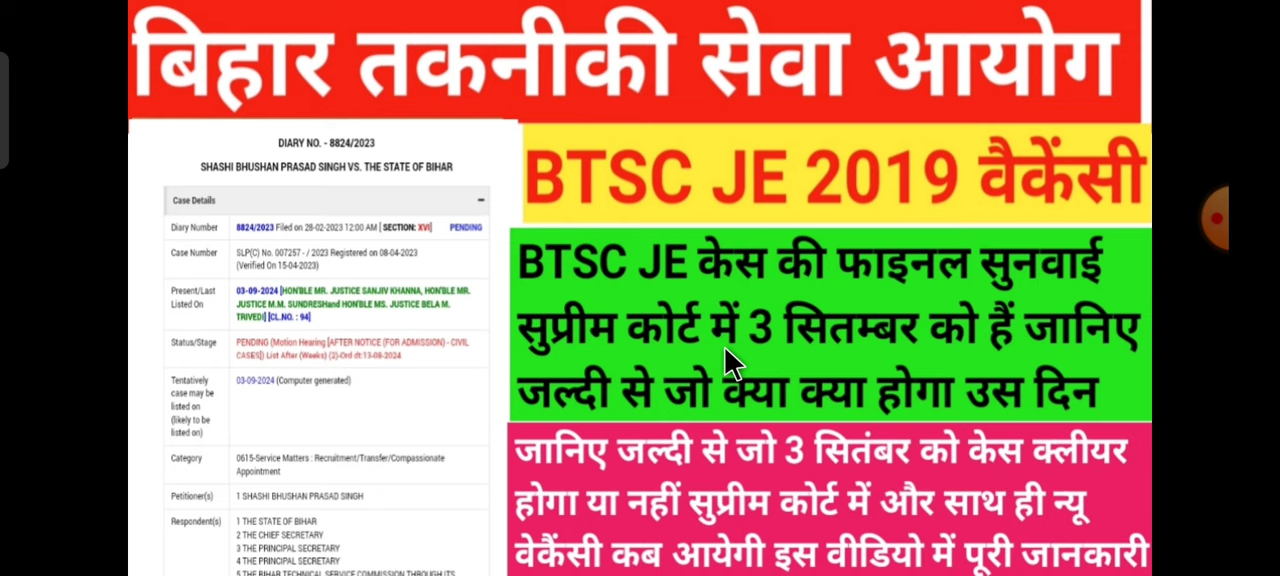 बिहार तकनीकी सेवा आयोग
DIARY NO. - 8824/2023
SHASHI BHUSHAN PRASAD SINGH VS. THE STATE OF BIHAR
Case Details
Diary Number 8824/2023 Filed on 28-02-2023 12:00 AM [ SECTION: XVI] PENDING
Case Number SLP(C) No. 007257 - / 2023 Registered on 08-04-2023
(Verified On 15-04-2023)
Present/Last 03-09-2024 [HON'BLE MR. JUSTICE SANJIV KHANNA, HON'BLE MR.
Listed On JUSTICE M.M. SUNDRESHand HON'BLE MS. JUSTICE BELA M.
TRIVEDI] [CL.NO. : 94]
Status/Stage PENDING (Motion Hearing [AFTER NOTICE (FOR ADMISSION) - CIVIL
CASES]) List After (Weeks) (2)-Ord dt:13-08-2024
Tentatively 03-09-2024 (Computer generated)
case may be
listed on
(likely to be
listed on)
Category 0615-Service Matters : Recruitment/Transfer/Compassionate
Appointment
Petitioner(s) 1 SHASHI BHUSHAN PRASAD SINGH
Respondent(s) 1 THE STATE OF BIHAR
2 THE CHIEF SECRETARY
3 THE PRINCIPAL SECRETARY
4 THE PRINCIPAL SECRETARY
5 THE BIHAR TECHNICAL SERVICE COMMISSION THROUGH ITS
BTSC JE 2019 वैकेंसी
BTSC JE केस की फाइनल सुनवाई
सुप्रीम कोर्ट में 3 सितम्बर को हैं जानिए
जल्दी से जो क्या क्या होगा उस दिन
जानिए जल्दी से जो 3 सितंबर को केस क्लीयर
होगा या नहीं सुप्रीम कोर्ट में और साथ ही न्यू
वेकैंसी कब आयेगी इस वीडियो में पूरी जानकारी